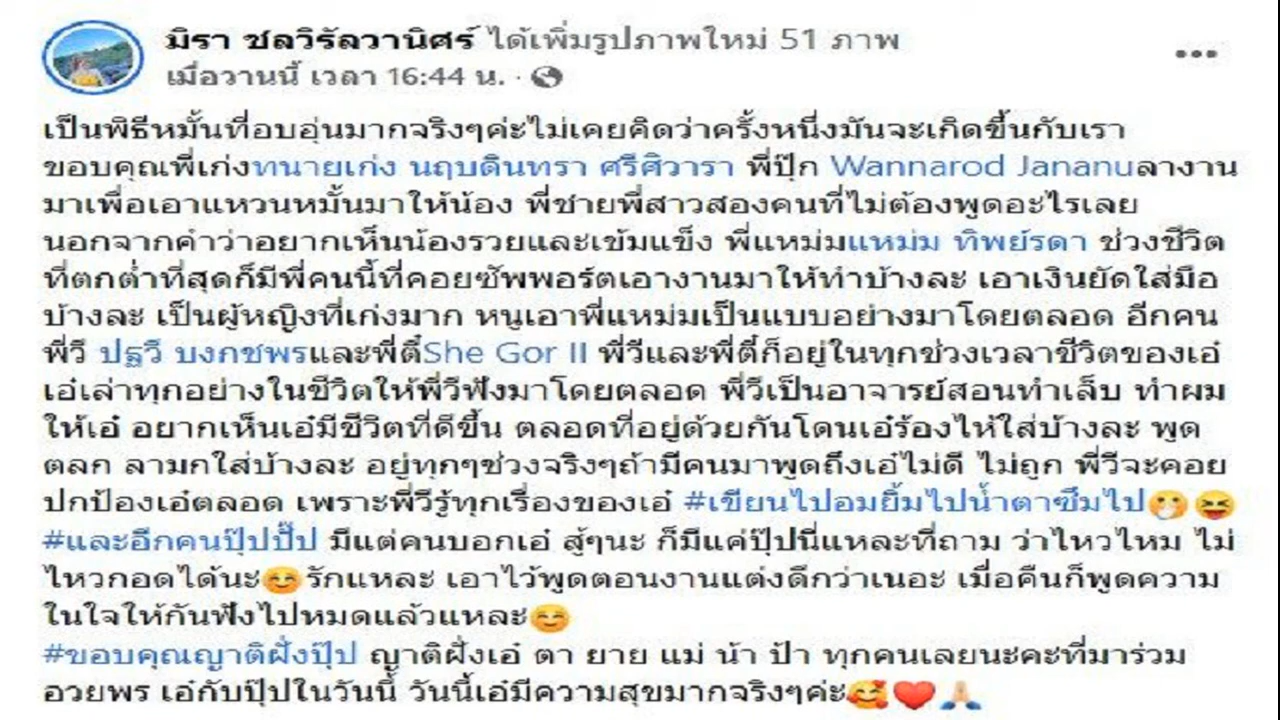 มิรา ชลวิรัลวานิศร์ ได้เพิ่มรูปภาพใหม่ 51 ภาพ
เมื่อวานนี้ เวลา 16:44 น. ·
เป็นพิธีหมั้นที่อบอุ่นมากจริงๆค่ะไม่เคยคิดว่าครั้งหนึ่งมันจะเกิดขึ้นกับเรา
ขอบคุณพี่เก่งทนายเก่ง นฤบดินทรา ศรีศิวารา พี่ปุ๊ก Wannarod Jananuลางาน
มาเพื่อเอาแหวนหมั้นมาให้น้อง พี่ชายพี่สาวสองคนที่ไม่ต้องพูดอะไรเลย
นอกจากคำว่าอยากเห็นน้องรวยและเข้มแข็ง พี่แหม่มแหม่ม ทิพย์รดา ช่วงชีวิต
ที่ตกต่ำที่สุดก็มีพี่คนนี้ที่คอยซัพพอร์ตเอางานมาให้ทำบ้างละ เอาเงินยัดใส่มือ
บ้างละ เป็นผู้หญิงที่เก่งมาก หนูเอาพี่แหม่มเป็นแบบอย่างมาโดยตลอด อีกคน
พี่วี ปฐวี บงกชพรและพี่ตี๋She Gor II พี่วีและพี่ตี๋ก็อยู่ในทุกช่วงเวลาชีวิตของเอ๋
เอ๋เล่าทุกอย่างในชีวิตให้พี่วีฟังมาโดยตลอด พี่วีเป็นอาจารย์สอนทำเล็บ ทำผม
ให้เอ๋ อยากเห็นเอ๋มีชีวิตที่ดีขึ้น ตลอดที่อยู่ด้วยกันโดนเอ๋ร้องไห้ใส่บ้างละ พูด
ตลก ลามกใส่บ้างละ อยู่ทุกๆช่วงจริงๆถ้ามีคนมาพูดถึงเอ๋ไม่ดี ไม่ถูก พี่วีจะคอย
ปกป้องเอ๋ตลอด เพราะพี่วีรู้ทุกเรื่องของเอ๋ #เขียนไปอมยิ้มไปน้ำตาซึมไป🤭😝
#และอีกคนปุ๊ปปั๊ป มีแต่คนบอกเอ๋ สู้ๆนะ ก็มีแค่ปุ๊ปนี่แหละที่ถาม ว่าไหวไหม ไม่
ไหวกอดได้นะ☺️รักแหละ เอาไว้พูดตอนงานแต่งดีกว่าเนอะ เมื่อคืนก็พูดความ
ในใจให้กันฟังไปหมดแล้วแหละ☺️
#ขอบคุณญาติฝั่งปุ๊ป ญาติฝั่งเอ๋ ตา ยาย แม่ น้า ป้า ทุกคนเลยนะคะที่มาร่วม
อวยพร เอ๋กับปุ๊ปในวันนี้ วันนี้เอ๋มีความสุขมากจริงๆค่ะ🥰❤️🙏🏻